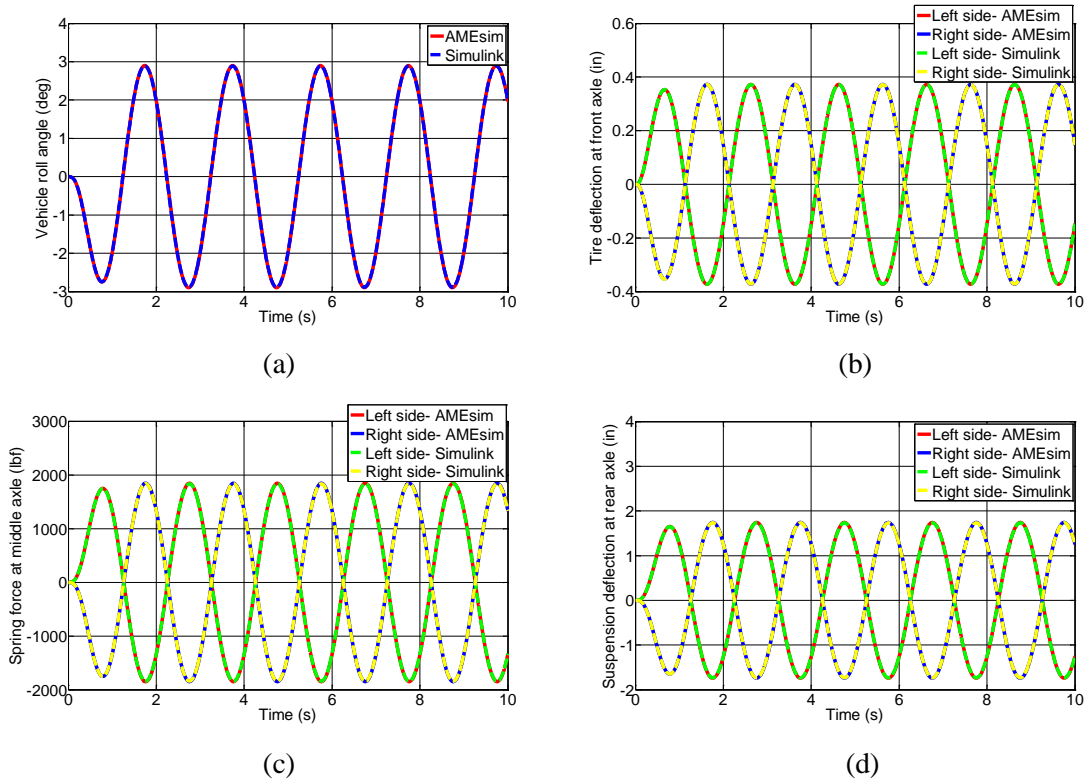 4
3
2
1
0
-1
-2
-3
0 2 4 6 8 10
Vehicle roll angle (deg)
Time (s)
AMEsim
Simulink
(a)
0.6
0.4
0.2
0
-0.2
-0.4
0 2 4 6 8 10
Tire deflection at front axle (in)
Time (s)
Left side- AMEsim
Right side- AMEsim
Left side- Simulink
Right side- Simulink
(b)
3000
2000
1000
0
-1000
-2000
0 2 4 6 8 10
Spring force at middle axle (lbf)
Time (s)
Left side- AMEsim
Right side- AMEsim
Left side- Simulink
Right side- Simulink
(c)
4
3
2
1
0
-1
-2
0 2 4 6 8 10
Suspension deflection at rear axle (in)
Time (s)
Left side- AMEsim
Right side- AMEsim
Left side- Simulink
Right side- Simulink
(d)